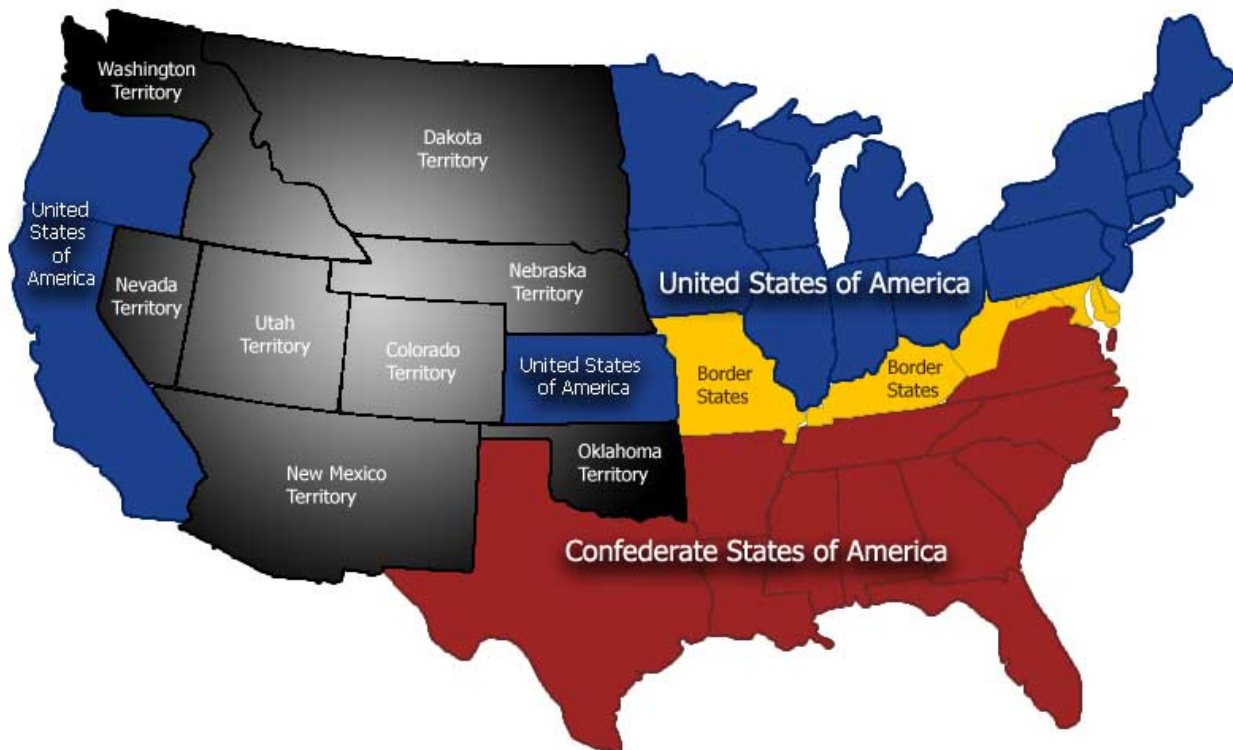 Washington
Territory
Dakota
Territory
United
States
of
America
Nevada
Territory
Utah
Territory
Nebraska
Territory
Colorado
Territory
United States of America
United States
of America
Border
States
Border
States
New Mexico
Territory
Oklahoma
Territory
Confederate States of America